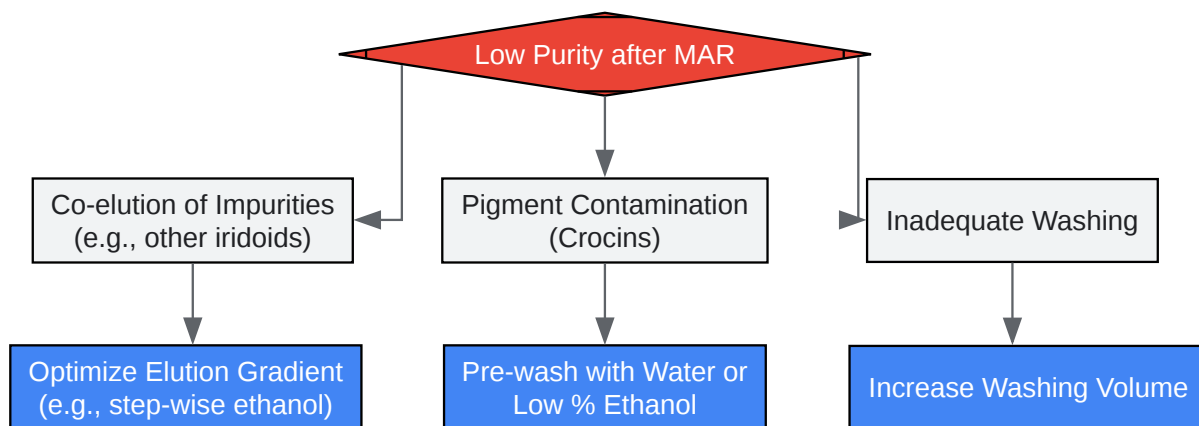 Low Purity after MAR
Co-elution of Impurities
(e.g., other iridoids)
Pigment Contamination
(Crocins)
Inadequate Washing
Optimize Elution Gradient
(e.g., step-wise ethanol)
Pre-wash with Water or
Low % Ethanol
Increase Washing Volume